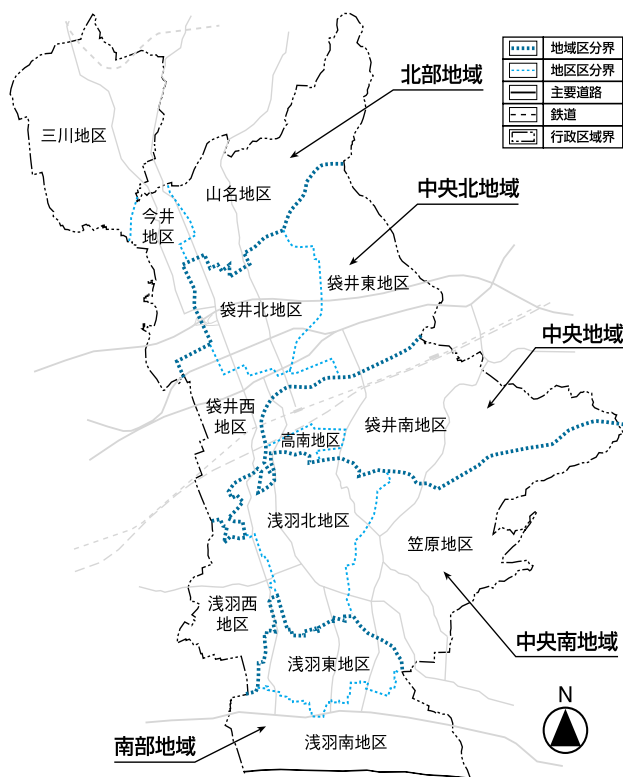 地域区分界
地区区分界
主要道路
鉄道
行政区域界
北部地域
三川地区
山名地区
中央北地域
今井
地区
袋井東地区
袋井北地区
中央地域
袋井西
地区
袋井南地区
高南地区
浅羽北地区
笠原地区
浅羽西
地区
中央南地域
浅羽東地区
N
南部地域
浅羽南地区